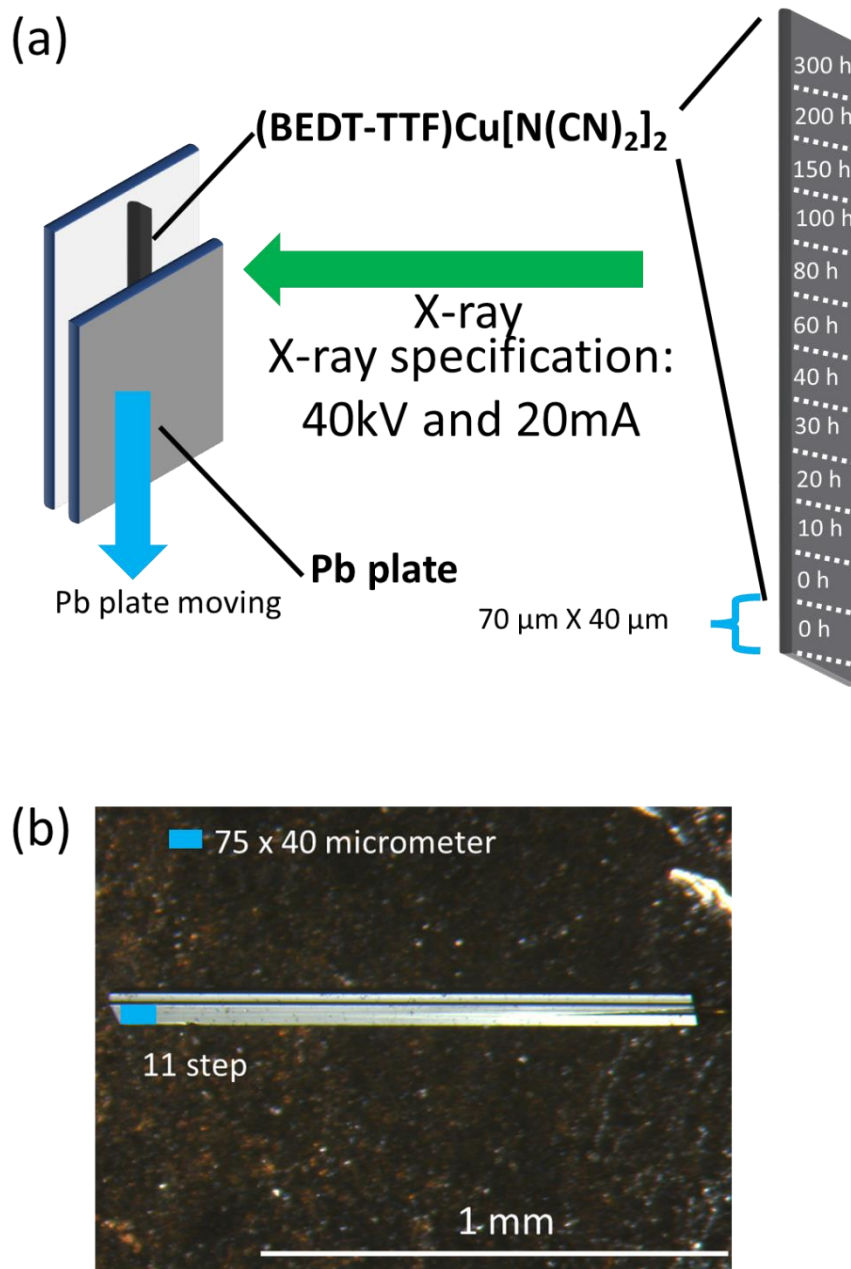 (a)
300 h
(BEDT-TTF)Cu[N(CN)₂]₂
200 h
150 h
100 h
80 h
X-ray
60 h
X-ray specification:
40 h
40kV and 20mA
30 h
20 h
10 h
Pb plate
Pb plate moving
0 h
70 µm X 40 µm
0 h
(b)
75 x 40 micrometer
11 step
1 mm